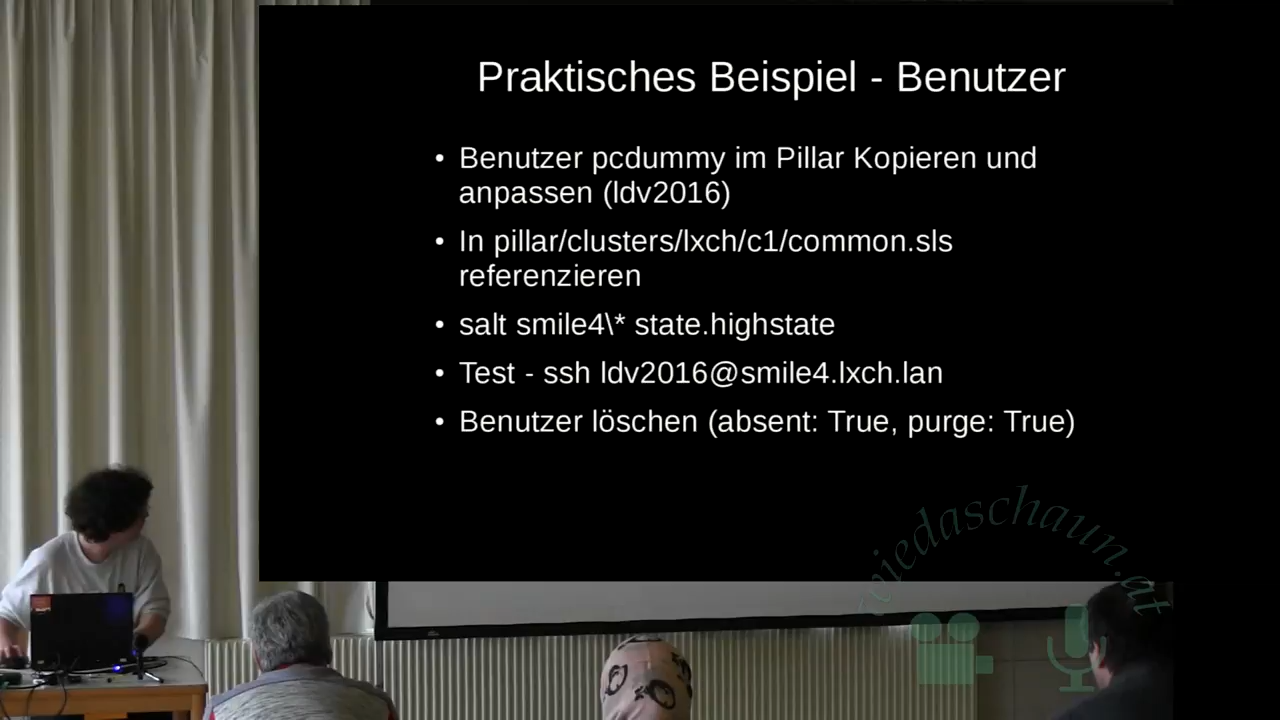 Praktisches Beispiel - Benutzer
• Benutzer pcdummy im Pillar Kopieren und
anpassen (ldv2016)
• In pillar/clusters/lxch/c1/common.sls
referenzieren
• salt smile4\* state.highstate
• Test - ssh ldv2016@smile4.lxch.lan
• Benutzer löschen (absent: True, purge: True)
wiedaschaun.at